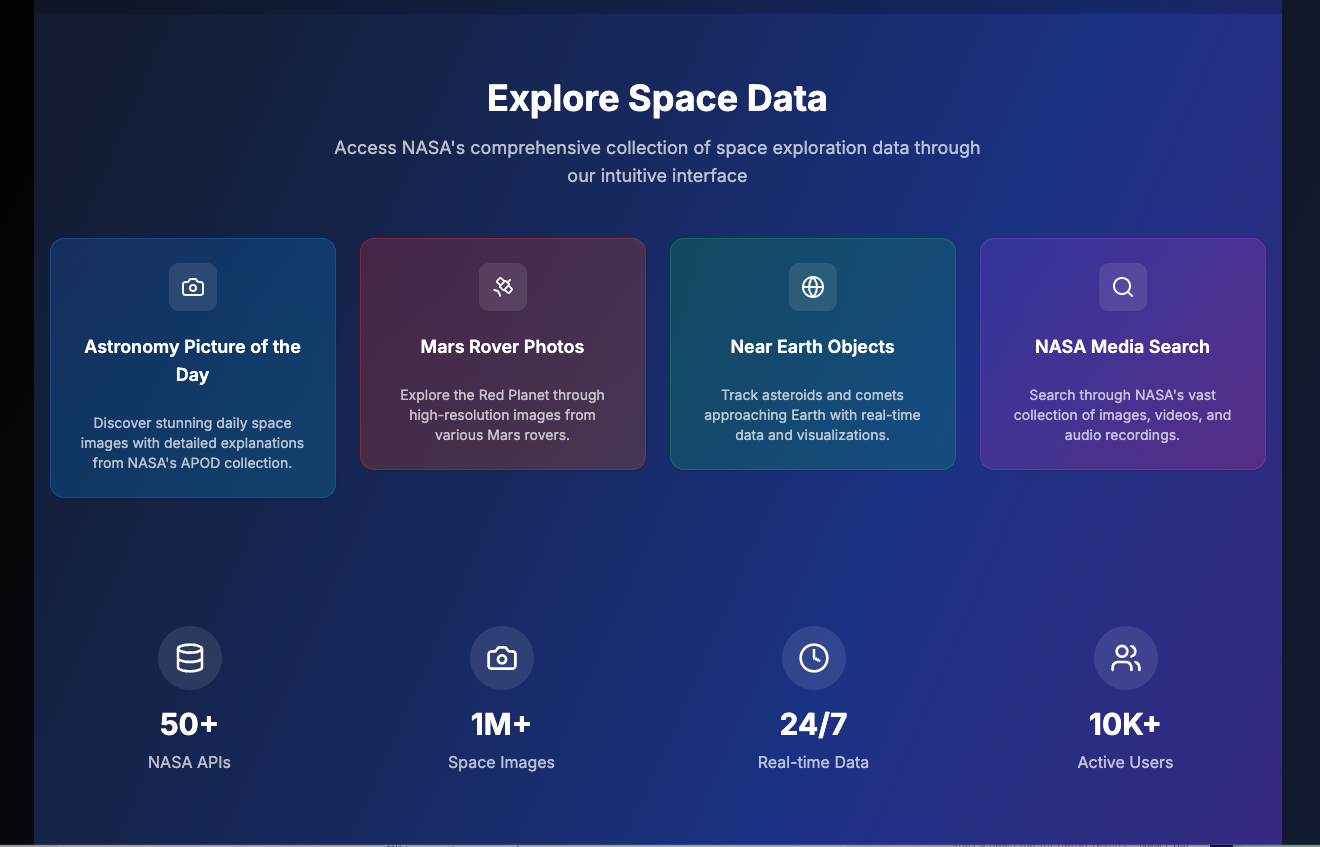 Explore Space Data
Access NASA's comprehensive collection of space exploration data through
our intuitive interface
Astronomy Picture of the
Day
Discover stunning daily space
images with detailed explanations
from NASA's APOD collection.
Mars Rover Photos
Explore the Red Planet through
high-resolution images from
various Mars rovers.
Near Earth Objects
Track asteroids and comets
approaching Earth with real-time
data and visualizations.
NASA Media Search
Search through NASA's vast
collection of images, videos, and
audio recordings.
50+
NASA APIs
1M+
Space Images
24/7
Real-time Data
10K+
Active Users